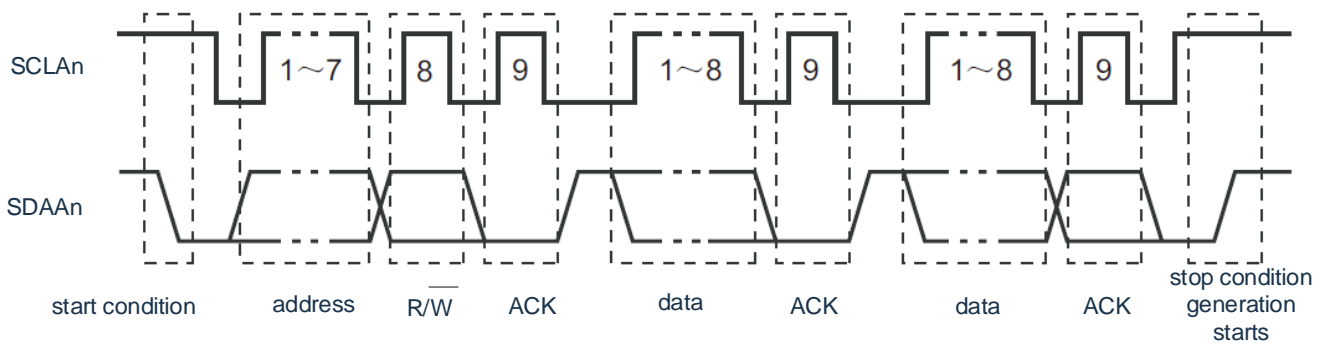 SCLAn
1～7
8
9
1～8
9
1～8
9
SDAAn
start condition
address
R/W̅
ACK
data
ACK
data
ACK
stop condition
generation
starts